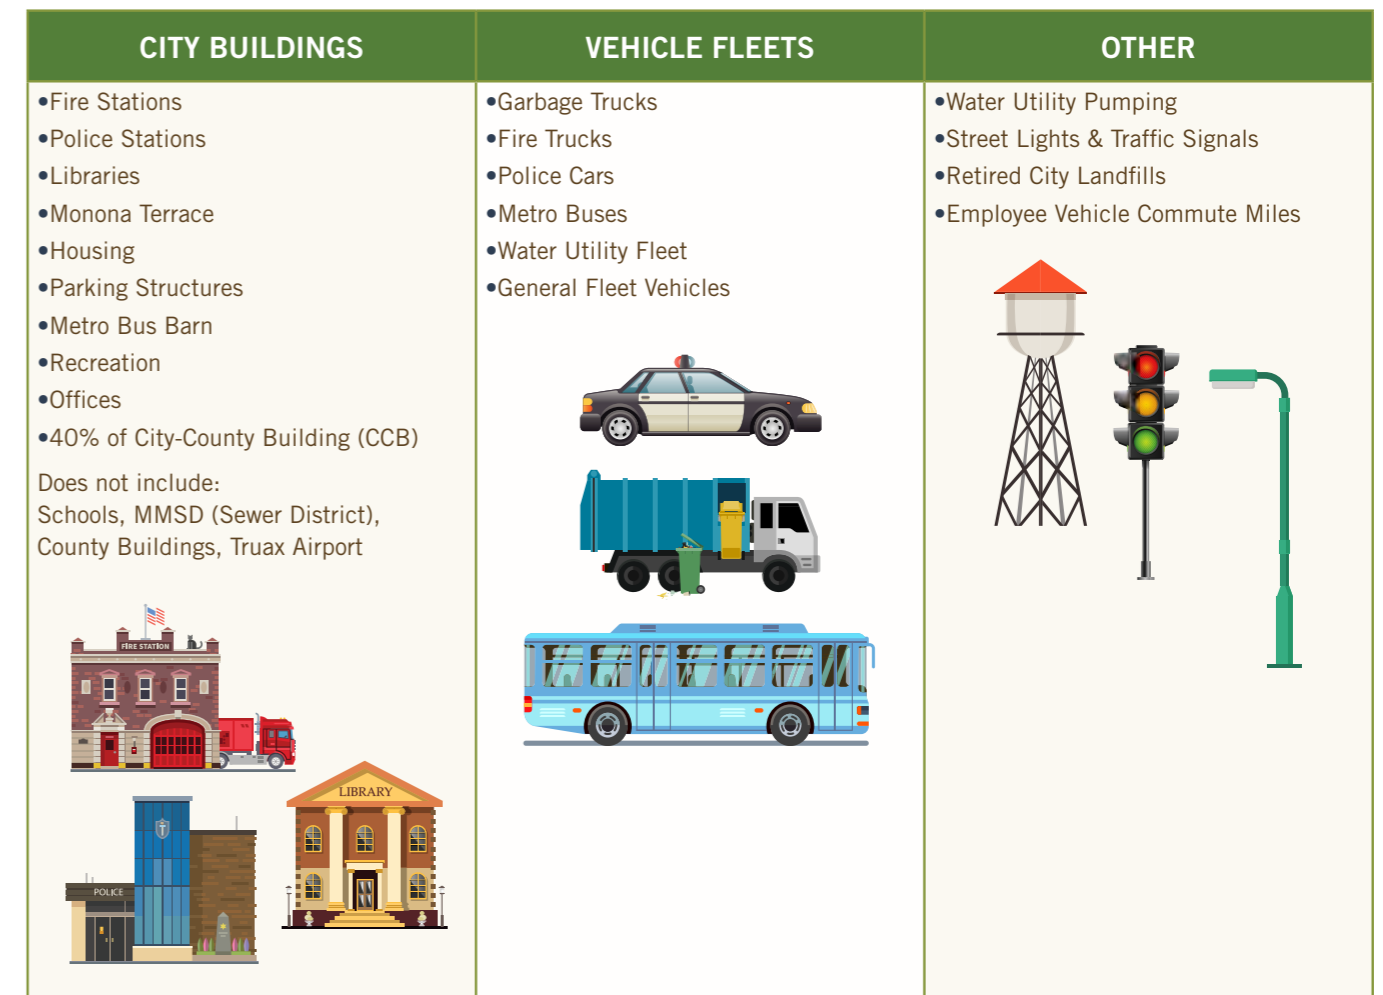 CITY BUILDINGS
•Fire Stations
•Police Stations
•Libraries
•Monona Terrace
•Housing
•Parking Structures
•Metro Bus Barn
•Recreation
•Offices
•40% of City-County Building (CCB)
Does not include:
Schools, MMSD (Sewer District),
County Buildings, Truax Airport
FIRE STATION
LIBRARY
POLICE
VEHICLE FLEETS
•Garbage Trucks
•Fire Trucks
•Police Cars
•Metro Buses
•Water Utility Fleet
•General Fleet Vehicles
OTHER
•Water Utility Pumping
•Street Lights & Traffic Signals
•Retired City Landfills
•Employee Vehicle Commute Miles